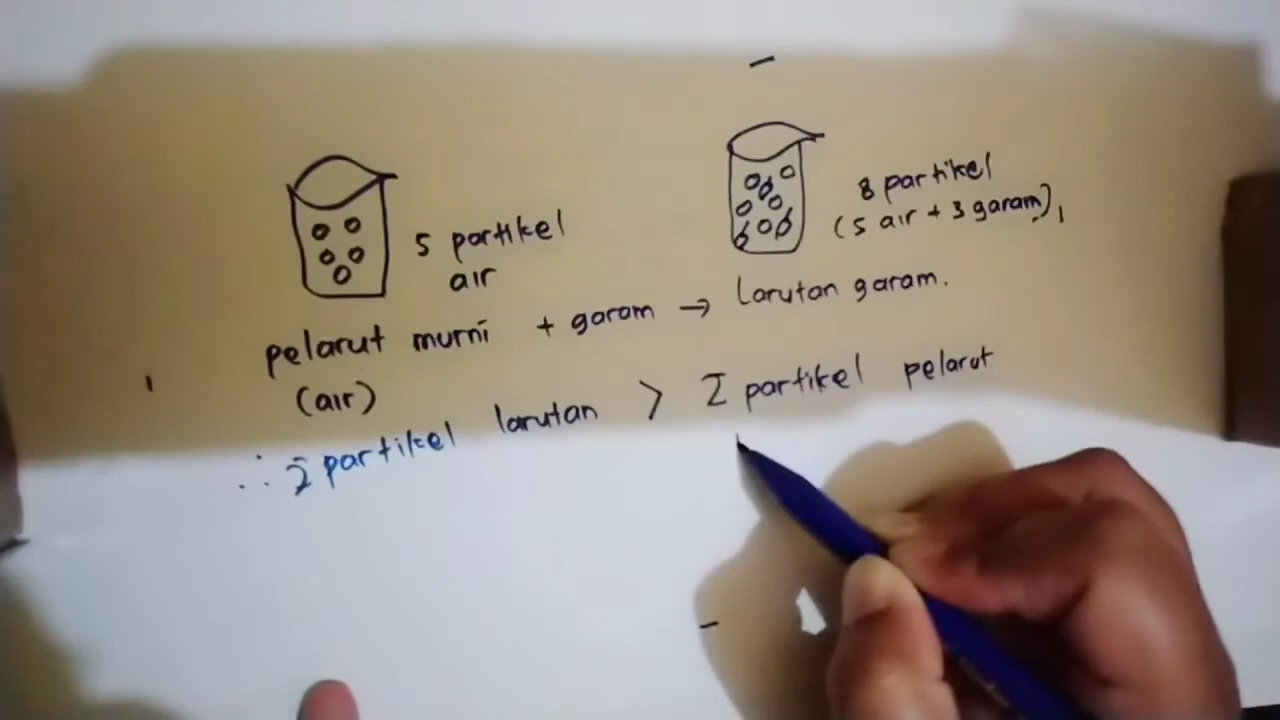 5 partikel
air
8 partikel
(5 air + 3 garam)
pelarut murni + garam → larutan garam.
(air)
∴ Σ partikel larutan > Σ partikel pelarut